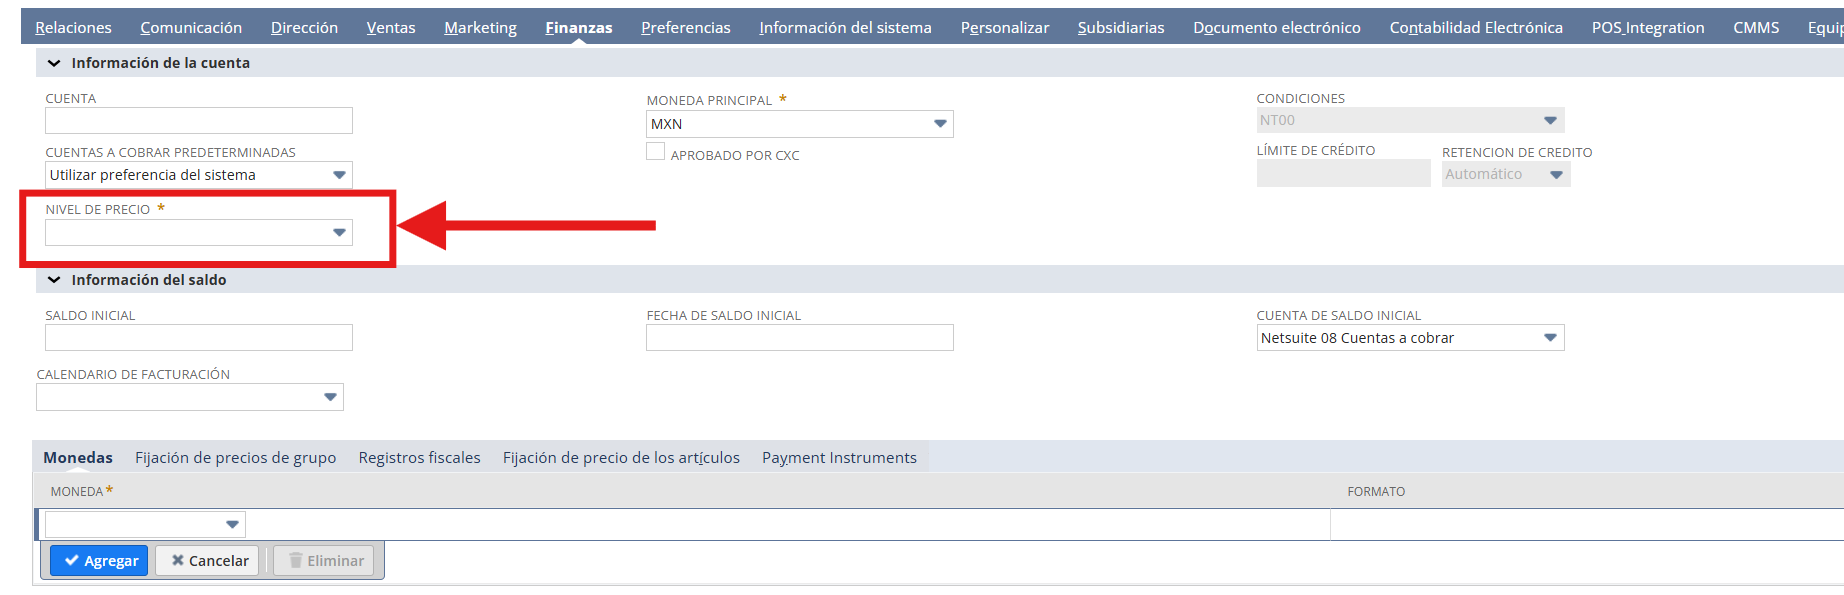 Relaciones Comunicación Dirección Ventas Marketing Finanzas Preferencias Información del sistema Personalizar Subsidiarias Documento electrónico Contabilidad Electrónica POS_Integration CMMS Equip
Información de la cuenta
CUENTA
MONEDA PRINCIPAL *
MXN
APROBADO POR CXC
CONDICIONES
NT00
CUENTAS A COBRAR PREDETERMINADAS
Utilizar preferencia del sistema
LÍMITE DE CRÉDITO
RETENCION DE CREDITO
Automático
NIVEL DE PRECIO *
Información del saldo
SALDO INICIAL
FECHA DE SALDO INICIAL
CUENTA DE SALDO INICIAL
Netsuite 08 Cuentas a cobrar
CALENDARIO DE FACTURACIÓN
Monedas Fijación de precios de grupo Registros fiscales Fijación de precio de los artículos Payment Instruments
MONEDA * FORMATO
Agregar Cancelar Eliminar